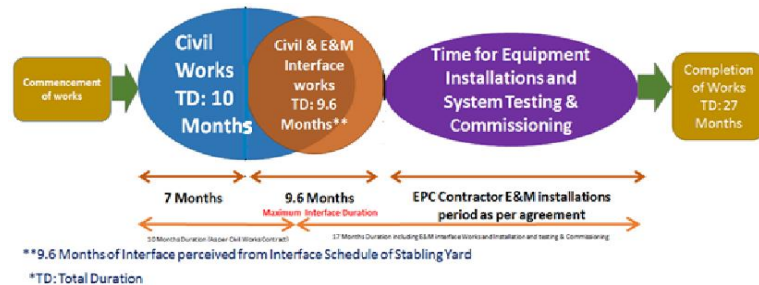 Commencement
of works
Civil
Works
TD: 10
Months
Civil & E&M
Interface
works
TD: 9.6
Months**
Time for Equipment
Installations and
System Testing &
Commissioning
Completion
of Works
TD: 27
Months
7 Months
9.6 Months
Maximum Interface Duration
EPC Contractor E&M installations
period as per agreement
10 Months Duration (As per Civil Works Contract)
17 Months Duration including E&M Interface Works and Installation and testing & Commissioning
**9.6 Months of Interface perceived from Interface Schedule of Stabling Yard
*TD: Total Duration